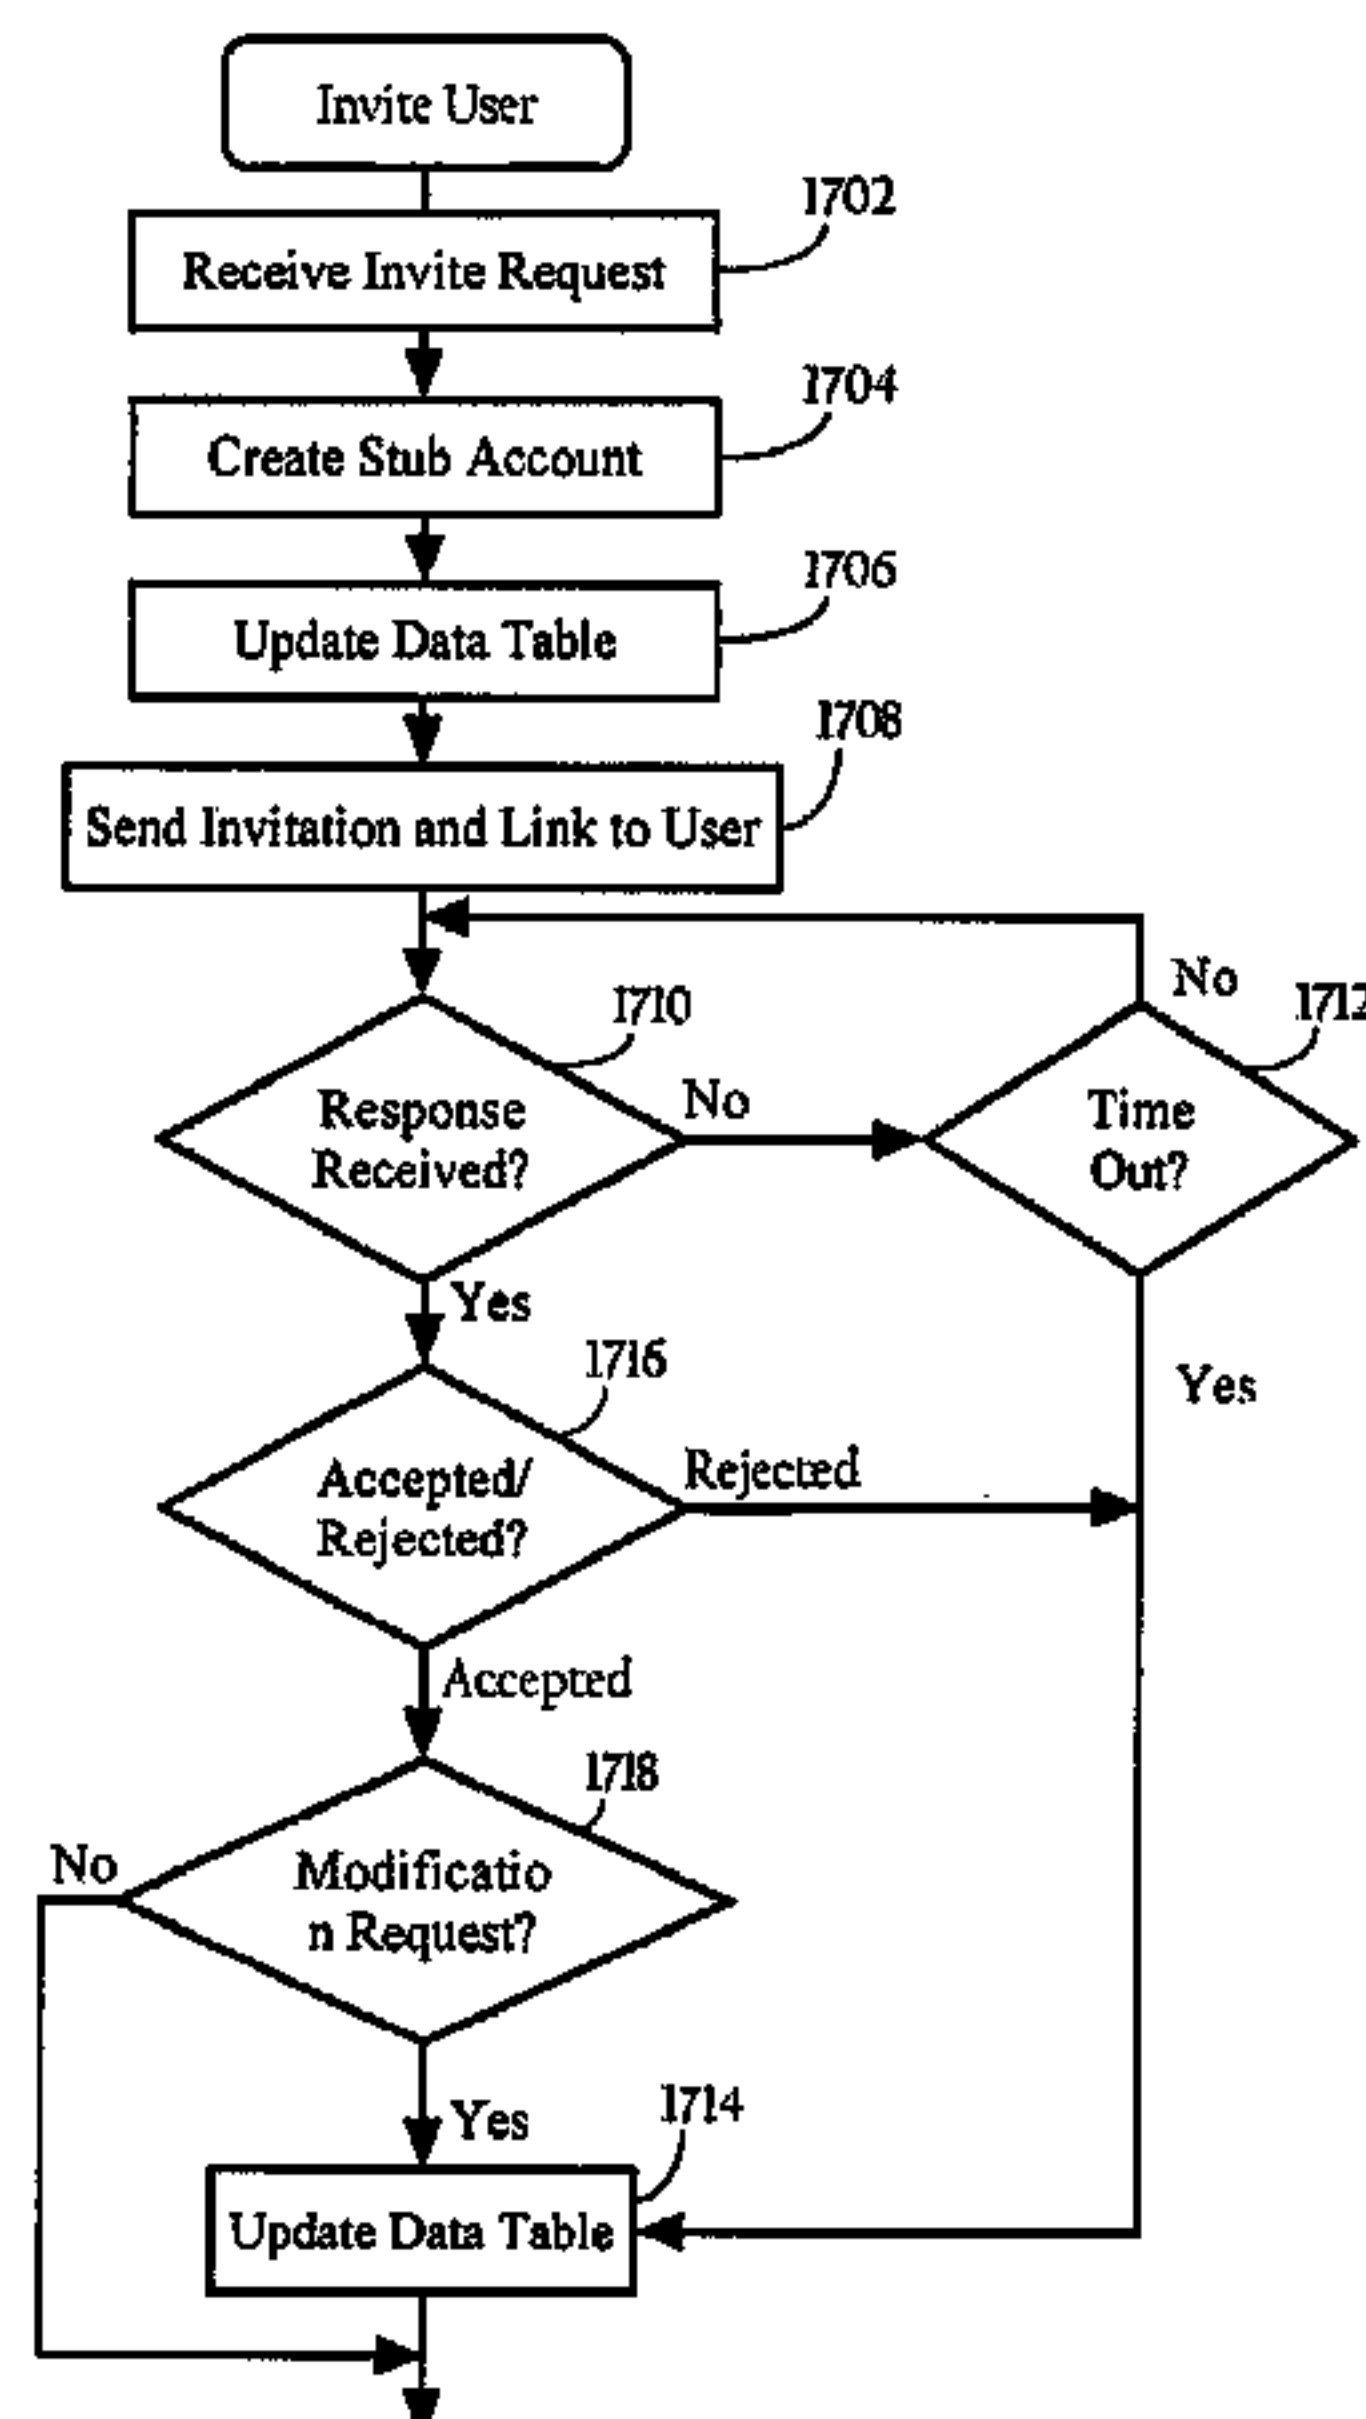 Invite User
1702
Receive Invite Request
1704
Create Stub Account
1706
Update Data Table
1708
Send Invitation and Link to User
No
1710
1712
Response
Received?
No
Time
Out?
Yes
1716
Yes
Accepted/
Rejected?
Rejected
Accepted
1718
No
Modificatio
n Request?
Yes
1714
Update Data Table